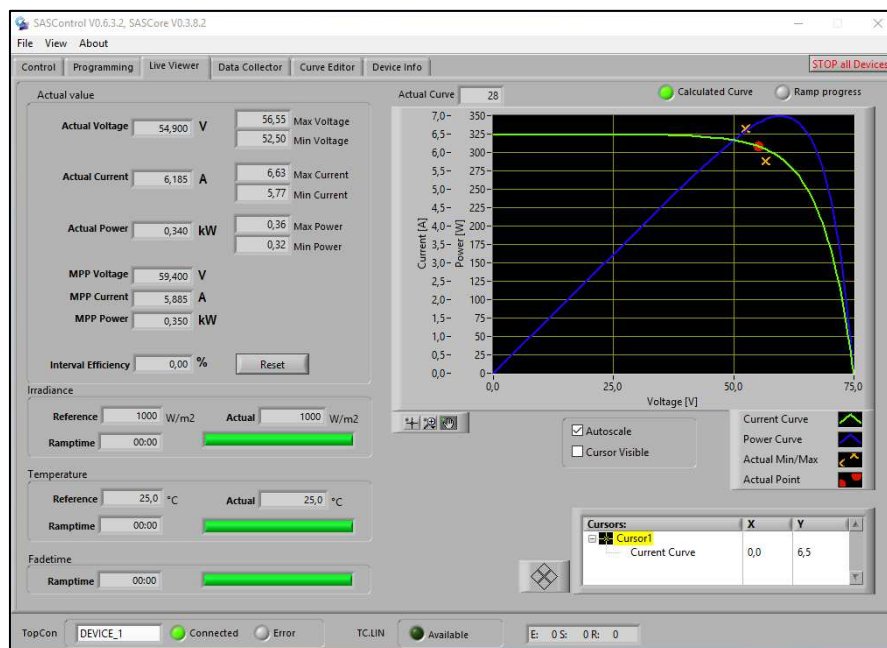 SASControl V0.6.3.2, SASCore V0.3.8.2
File View About
Control Programming Live Viewer Data Collector Curve Editor Device Info STOP all Devices
Actual value
Actual Voltage 54,900 V
56,55 Max Voltage
52,50 Min Voltage
Actual Current 6,185 A
6,63 Max Current
5,77 Min Current
Actual Power 0,340 kW
0,36 Max Power
0,32 Min Power
MPP Voltage 59,400 V
MPP Current 5,885 A
MPP Power 0,350 kW
Interval Efficiency 0,00 % Reset
Irradiance
Reference 1000 W/m2 Actual 1000 W/m2
Ramptime 00:00
Temperature
Reference 25,0 °C Actual 25,0 °C
Ramptime 00:00
Fadetime
Ramptime 00:00
Actual Curve 28 Calculated Curve Ramp progress
7,0 350
6,5 325
6,0 300
5,5 275
5,0 250
4,5 225
4,0 200
3,5 175
3,0 150
2,5 125
2,0 100
1,5 75
1,0 50
0,5 25
0,0 0
Current [A]
Power [W]
0,0 25,0 50,0 75,0
Voltage [V]
Autoscale
Cursor Visible
Current Curve
Power Curve
Actual Min/Max
Actual Point
Cursors: X Y
Cursor1
Current Curve 0,0 6,5
TopCon DEVICE_1 Connected Error TC.LIN Available E: 0 S: 0 R: 0